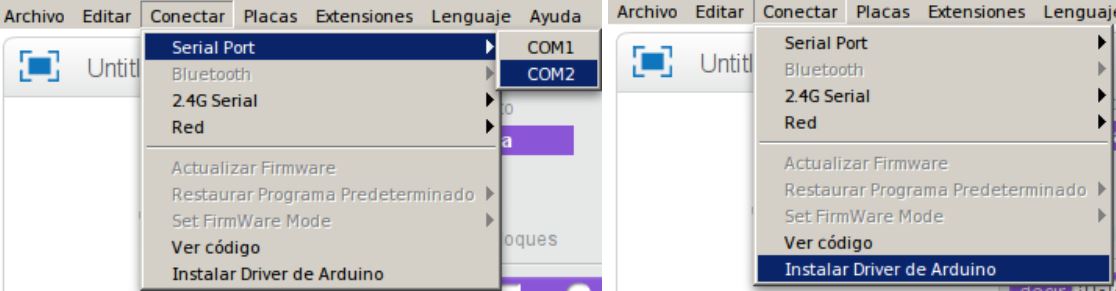 Archivo Editar Conectar Placas Extensiones Lenguaje Ayuda
Serial Port
COM1
COM2
Bluetooth
2.4G Serial
Red
Actualizar Firmware
Restaurar Programa Predeterminado
Set FirmWare Mode
Ver código
Instalar Driver de Arduino
Untitl
oques
Archivo Editar Conectar Placas Extensiones Lenguaje
Serial Port
Bluetooth
2.4G Serial
Red
Actualizar Firmware
Restaurar Programa Predeterminado
Set FirmWare Mode
Ver código
Instalar Driver de Arduino
Untitl